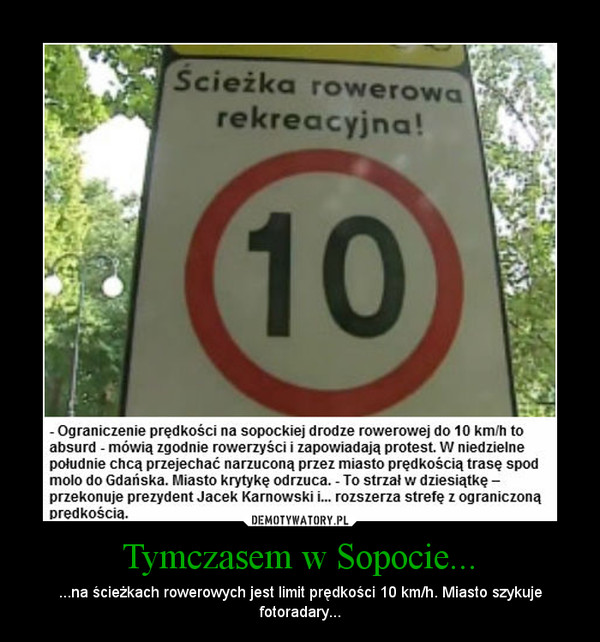 Ścieżka rowerowa
rekreacyjna!
10
- Ograniczenie prędkości na sopockiej drodze rowerowej do 10 km/h to
absurd - mówią zgodnie rowerzyści i zapowiadają protest. W niedzielne
południe chcą przejechać narzuconą przez miasto prędkością trasę spod
molo do Gdańska. Miasto krytykę odrzuca. - To strzał w dziesiątkę –
przekonuje prezydent Jacek Karnowski i... rozszerza strefę z ograniczoną
prędkością.
DEMOTYWATORY.PL
Tymczasem w Sopocie...
...na ścieżkach rowerowych jest limit prędkości 10 km/h. Miasto szykuje
fotoradary...